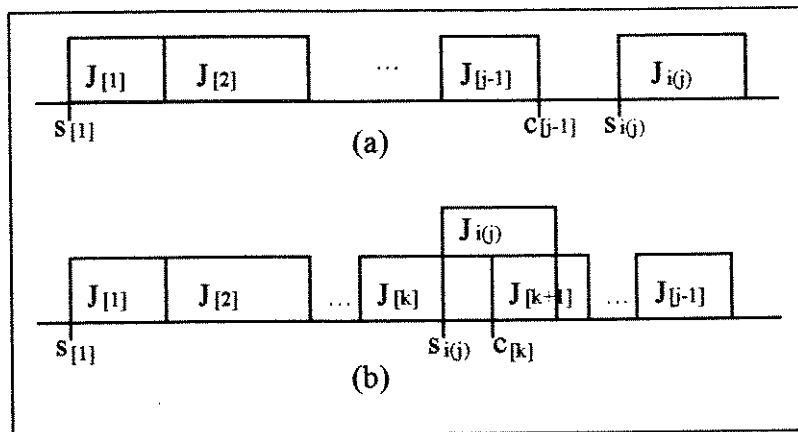 J[1] J[2] ... J[j-1] J i(j)
s[1] c[j-1] s i(j)
(a)
J i(j)
J[1] J[2] ... J[k] J[k+1] ... J[j-1]
s[1] s i(j) c[k]
(b)